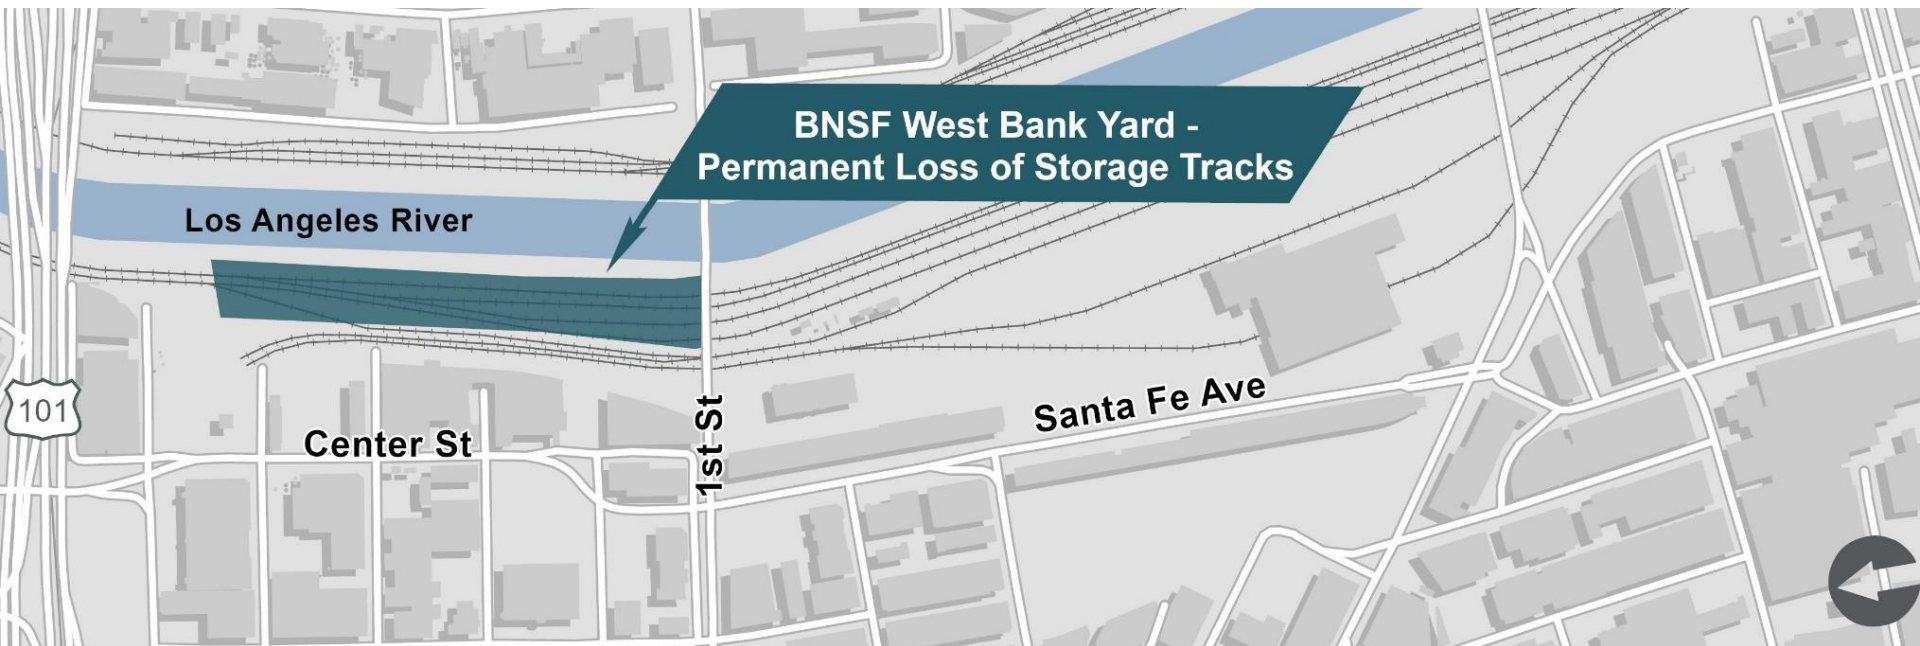 BNSF West Bank Yard -
Permanent Loss of Storage Tracks
Los Angeles River
101
Center St
1st St
Santa Fe Ave